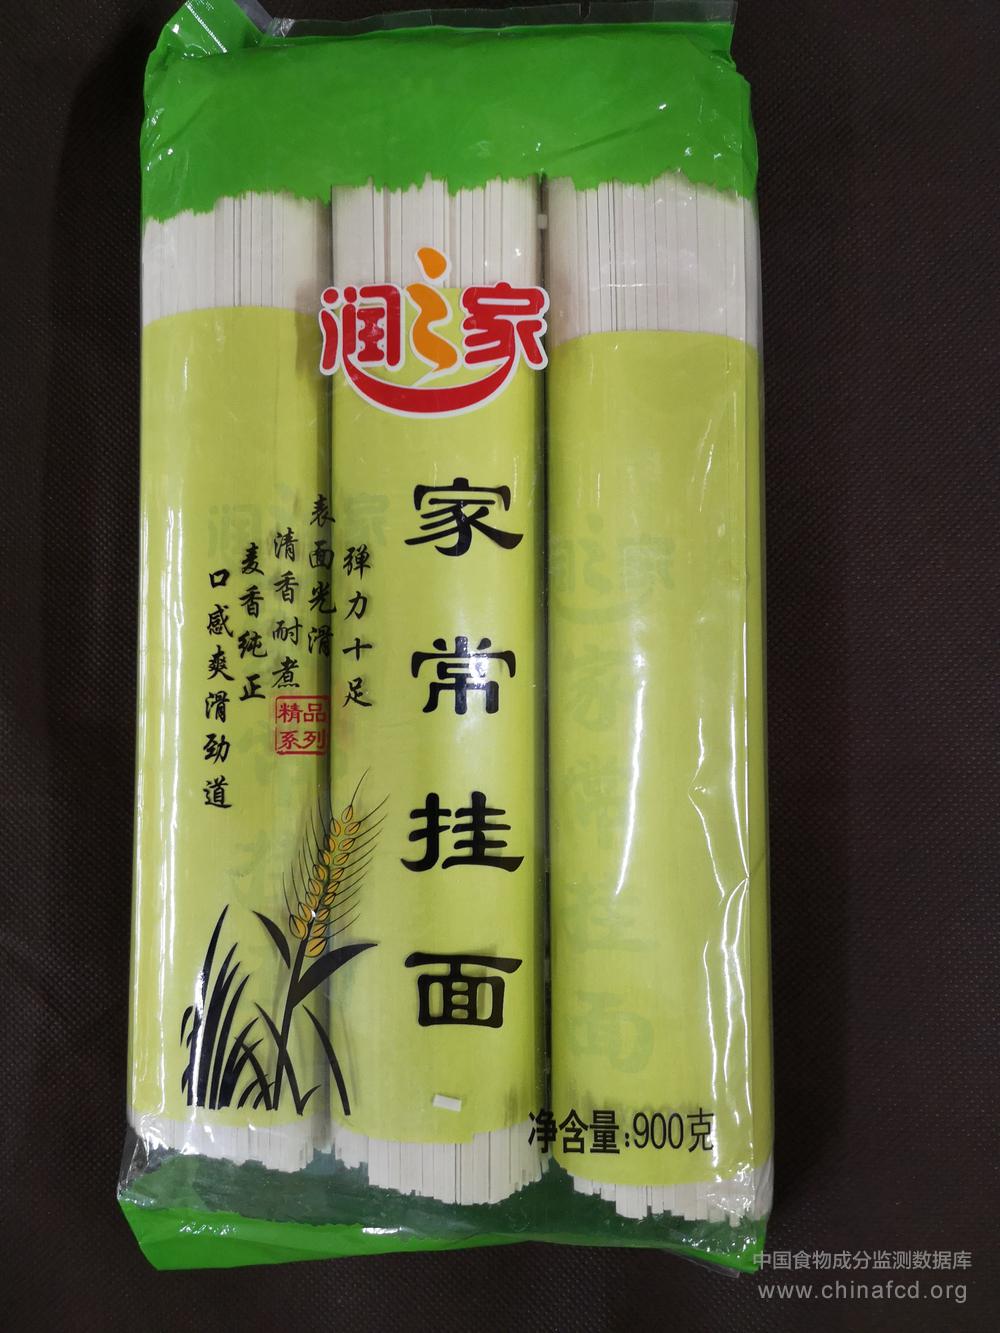 润之家
家常挂面
弹力十足
表面光滑
清香耐煮
麦香纯正
口感爽滑劲道
精品
系列
净含量:900克
中国食物成分监测数据库
www.chinafcd.org